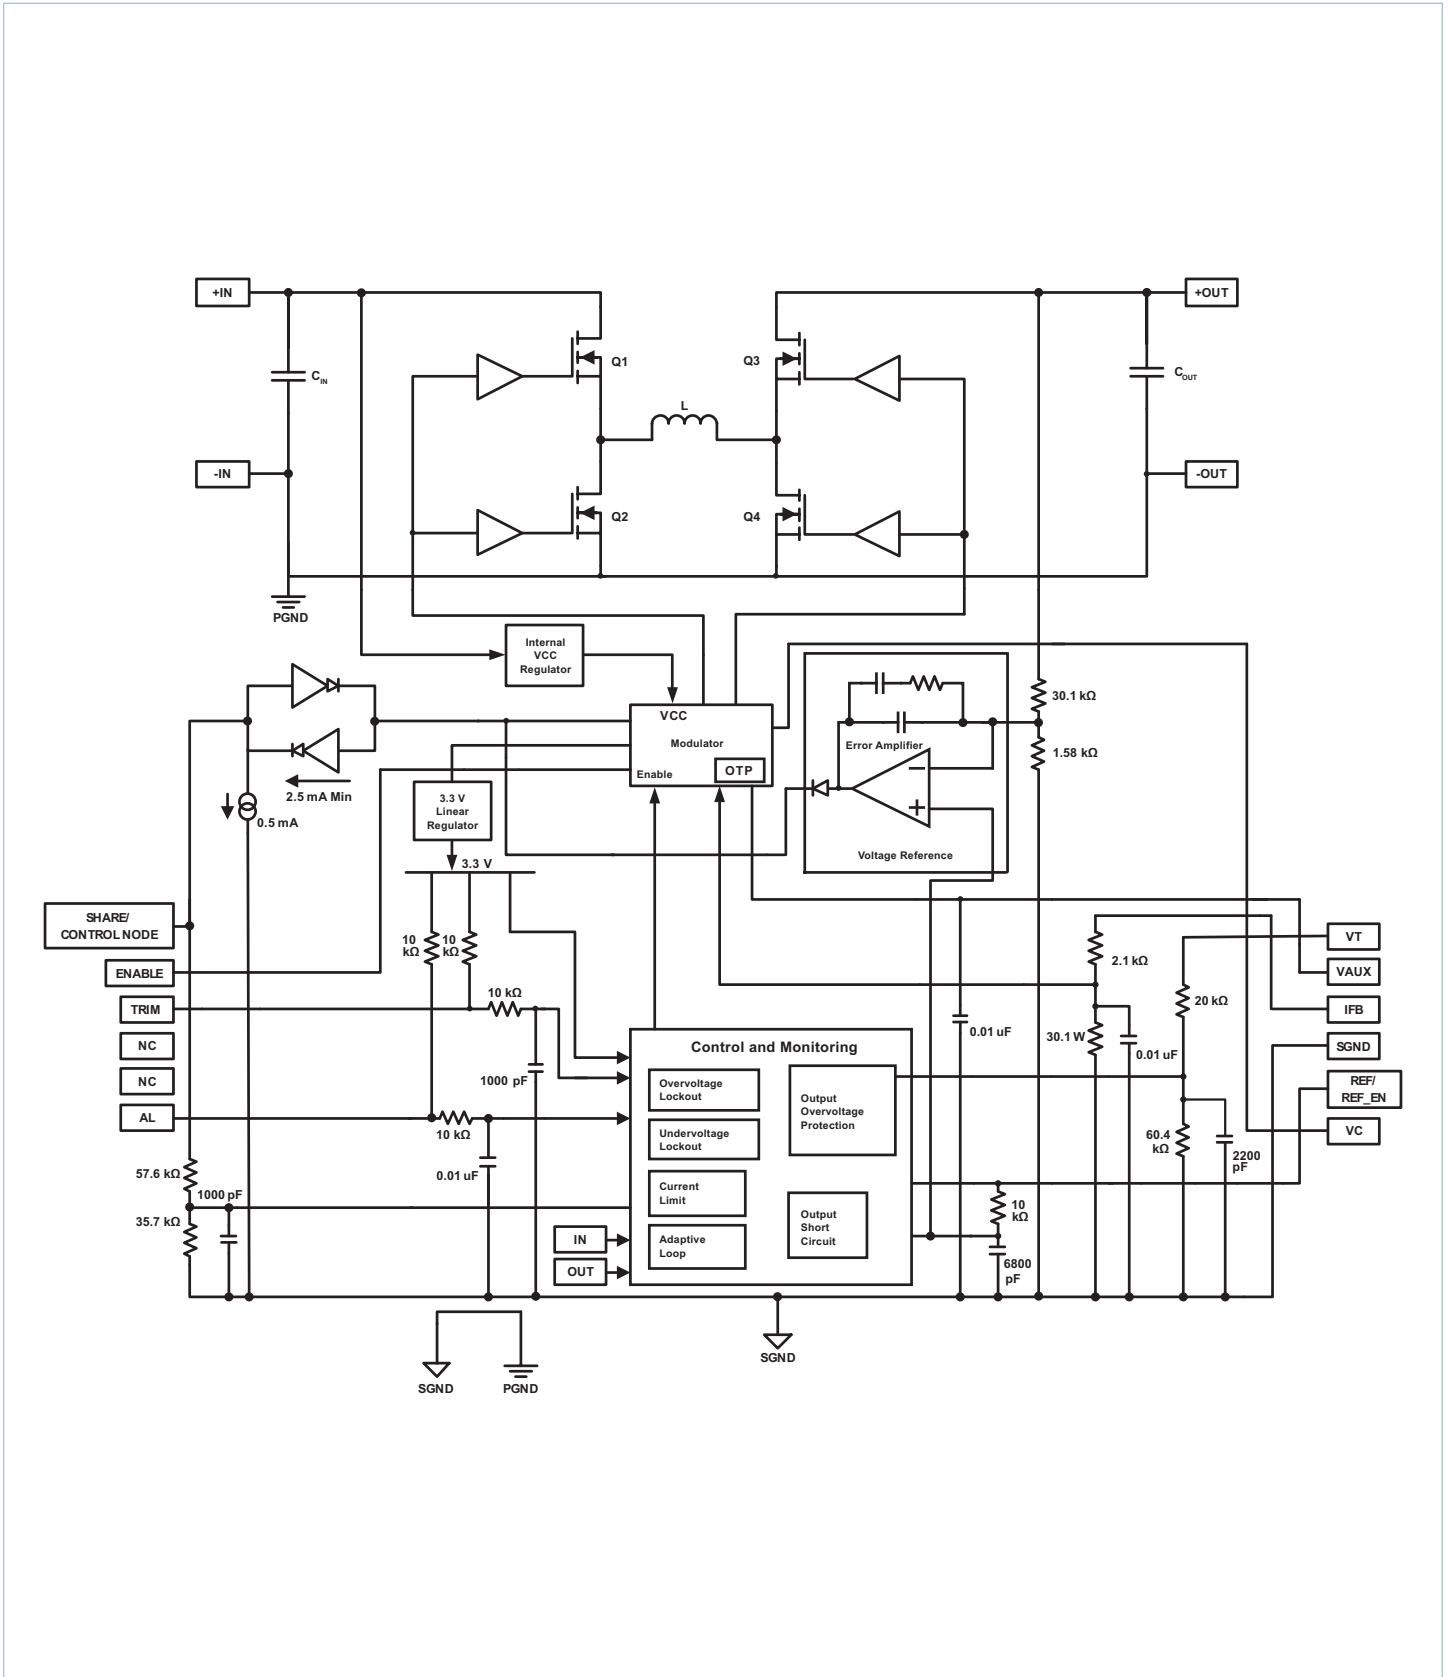 +IN
+OUT
Q1
Q3
C_IN
C_OUT
L
-IN
-OUT
Q2
Q4
PGND
Internal
VCC
Regulator
30.1 kΩ
VCC
Modulator
Error Amplifier
1.58 kΩ
Enable
OTP
2.5 mA Min
3.3 V
Linear
Regulator
0.5 mA
Voltage Reference
3.3 V
SHARE/
CONTROL NODE
10
kΩ
10
kΩ
VT
2.1 kΩ
ENABLE
VAUX
10 kΩ
20 kΩ
TRIM
IFB
0.01 uF
30.1 W
NC
Control and Monitoring
SGND
0.01 uF
1000 pF
NC
Overvoltage
Lockout
Output
Overvoltage
Protection
REF/
REF_EN
AL
10 kΩ
Undervoltage
Lockout
60.4
kΩ
VC
2200
pF
57.6 kΩ
0.01 uF
Current
Limit
1000 pF
35.7 kΩ
Output
Short
Circuit
10
kΩ
IN
Adaptive
Loop
OUT
6800
pF
SGND
SGND
PGND